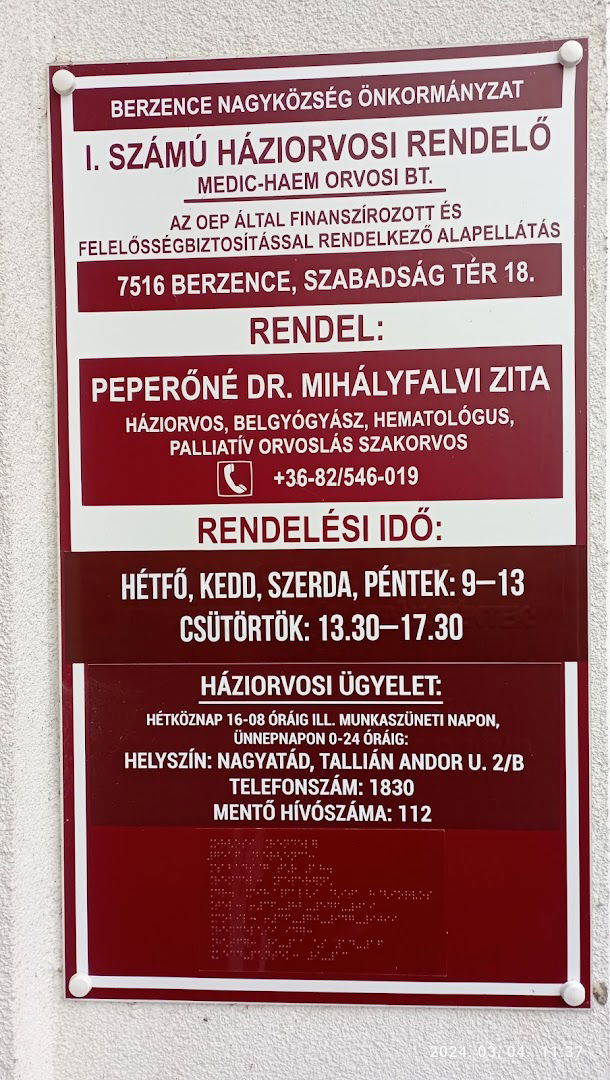 BERZENCE NAGYKÖZSÉG ÖNKORMÁNYZAT
I. SZÁMÚ HÁZIORVOSI RENDELŐ
MEDIC-HAEM ORVOSI BT.
AZ OEP ÁLTAL FINANSZÍROZOTT ÉS
FELELŐSSÉGBIZTOSÍTÁSSAL RENDELKEZŐ ALAPELLÁTÁS
7516 BERZENCE, SZABADSÁG TÉR 18.
RENDEL:
PEPERŐNÉ DR. MIHÁLYFALVI ZITA
HÁZIORVOS, BELGYÓGYÁSZ, HEMATOLÓGUS,
PALLIATÍV ORVOSLÁS SZAKORVOS
+36-82/546-019
RENDELÉSI IDŐ:
HÉTFŐ, KEDD, SZERDA, PÉNTEK: 9–13
CSÜTÖRTÖK: 13.30–17.30
HÁZIORVOSI ÜGYELET:
HÉTKÖZNAP 16-08 ÓRÁIG ILL. MUNKASZÜNETI NAPON,
ÜNNEPNAPON 0-24 ÓRÁIG:
HELYSZÍN: NAGYATÁD, TALLIÁN ANDOR U. 2/B
TELEFONSZÁM: 1830
MENTŐ HÍVÓSZÁMA: 112
2024. 03. 04. 11:37